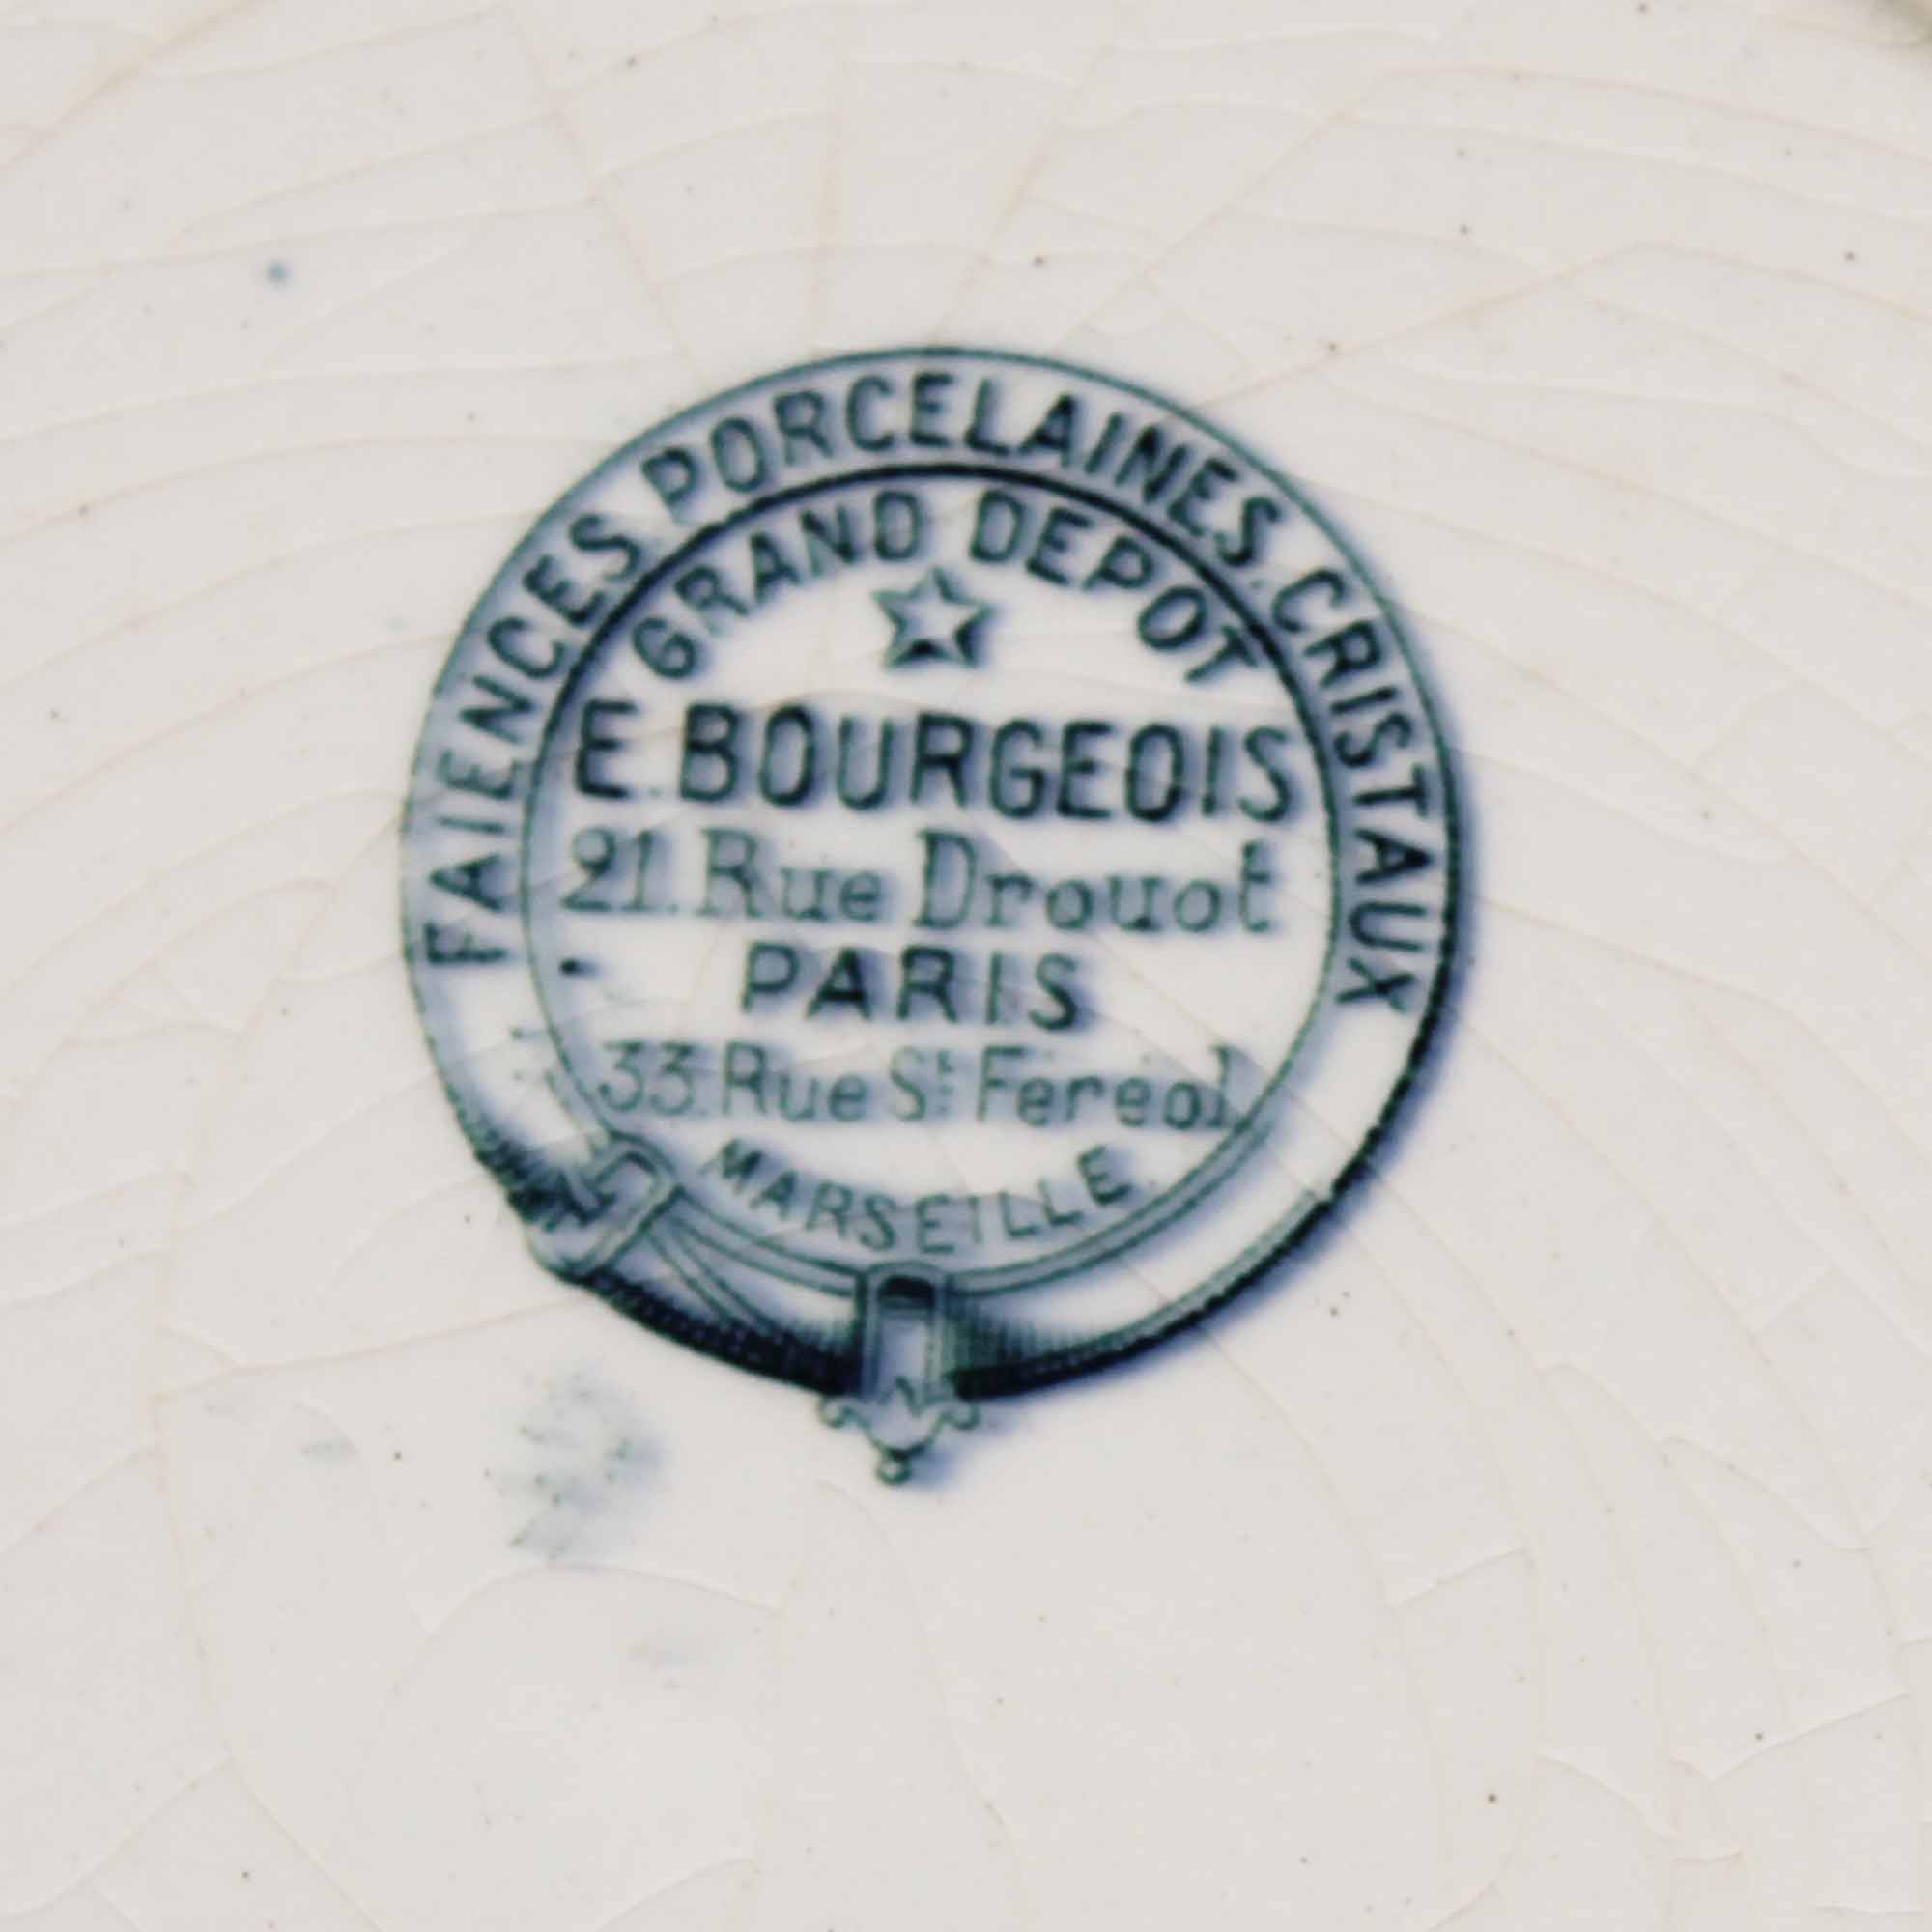 FAIENCES. PORCELAINES. CRISTAUX
GRAND DEPOT
E. BOURGEOIS
21. Rue Drouot
PARIS
33. Rue St. Fereol.
MARSEILLE.